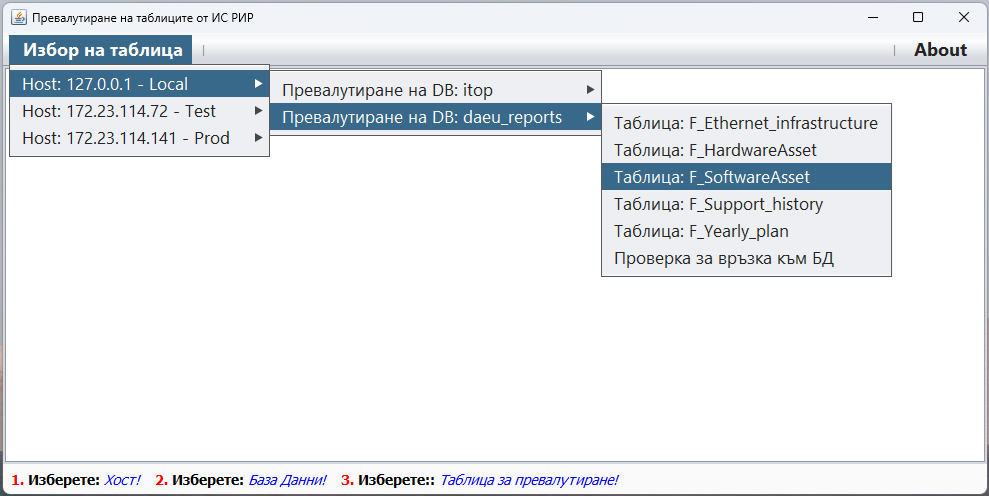 Превалутиране на таблиците от ИС РИР
Избор на таблица | | About
Host: 127.0.0.1 - Local
Host: 172.23.114.72 - Test
Host: 172.23.114.141 - Prod
Превалутиране на DB: itop
Превалутиране на DB: daeu_reports
Таблица: F_Ethernet_infrastructure
Таблица: F_HardwareAsset
Таблица: F_SoftwareAsset
Таблица: F_Support_history
Таблица: F_Yearly_plan
Проверка за връзка към БД
1. Изберете: Хост! 2. Изберете: База Данни! 3. Изберете:: Таблица за превалутиране!